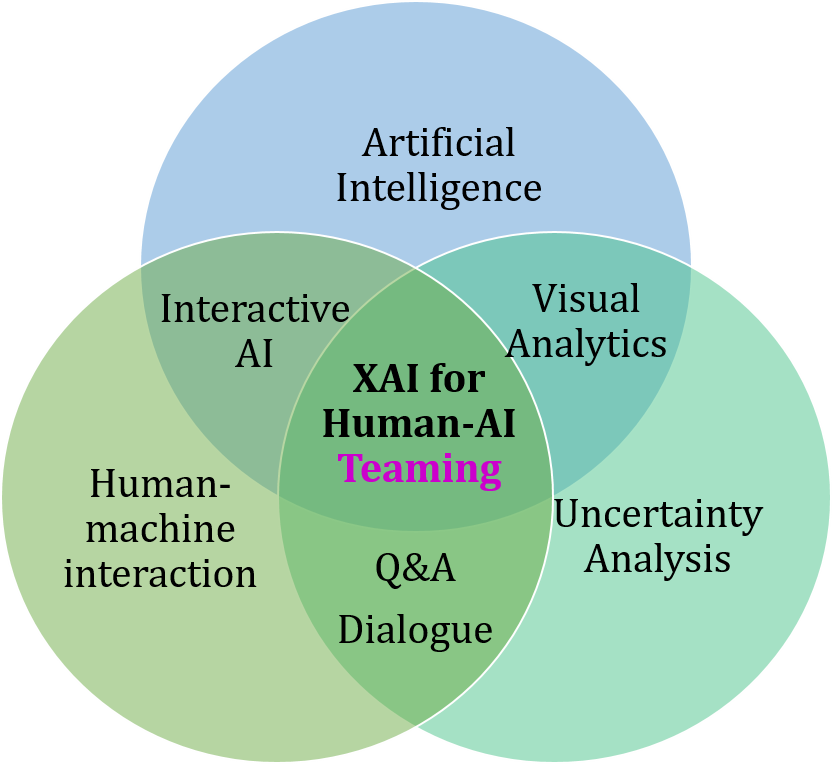 Artificial
Intelligence
Interactive
AI
Visual
Analytics
XAI for
Human-AI
Teaming
Human-
machine
interaction
Uncertainty
Analysis
Q&A
Dialogue